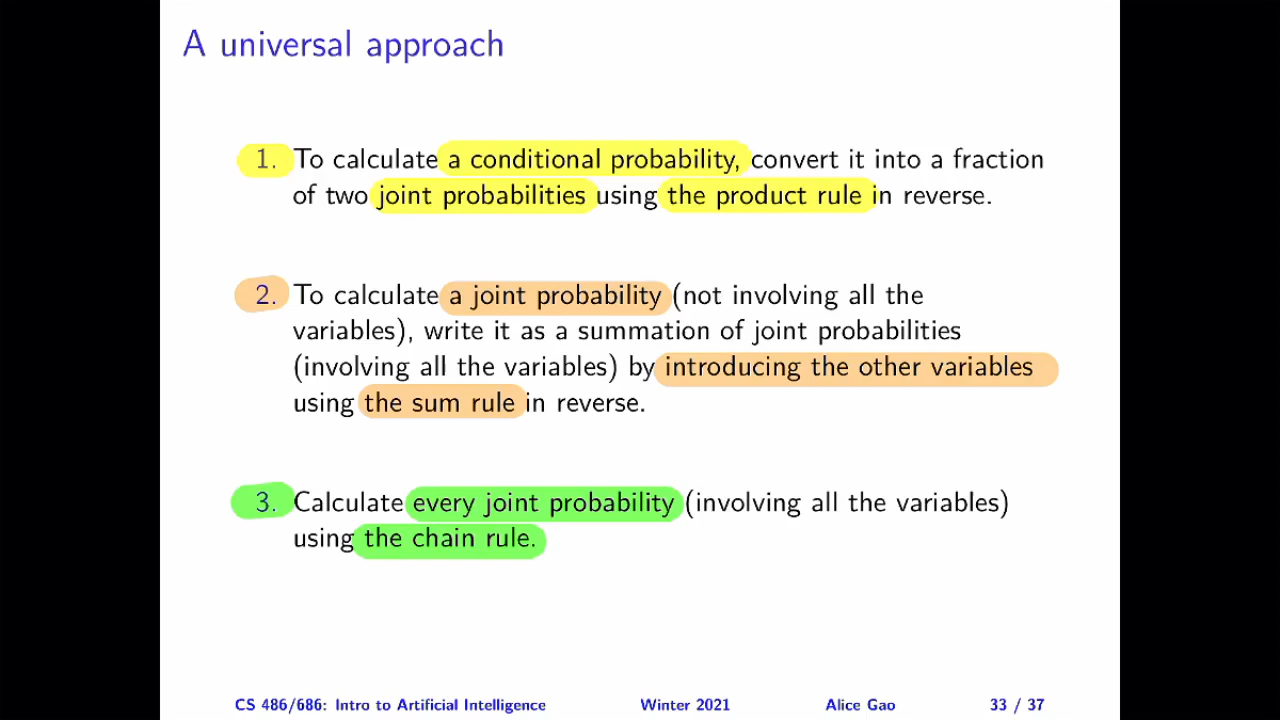 A universal approach
1. To calculate a conditional probability, convert it into a fraction
of two joint probabilities using the product rule in reverse.
2. To calculate a joint probability (not involving all the
variables), write it as a summation of joint probabilities
(involving all the variables) by introducing the other variables
using the sum rule in reverse.
3. Calculate every joint probability (involving all the variables)
using the chain rule.
CS 486/686: Intro to Artificial Intelligence Winter 2021 Alice Gao 33 / 37